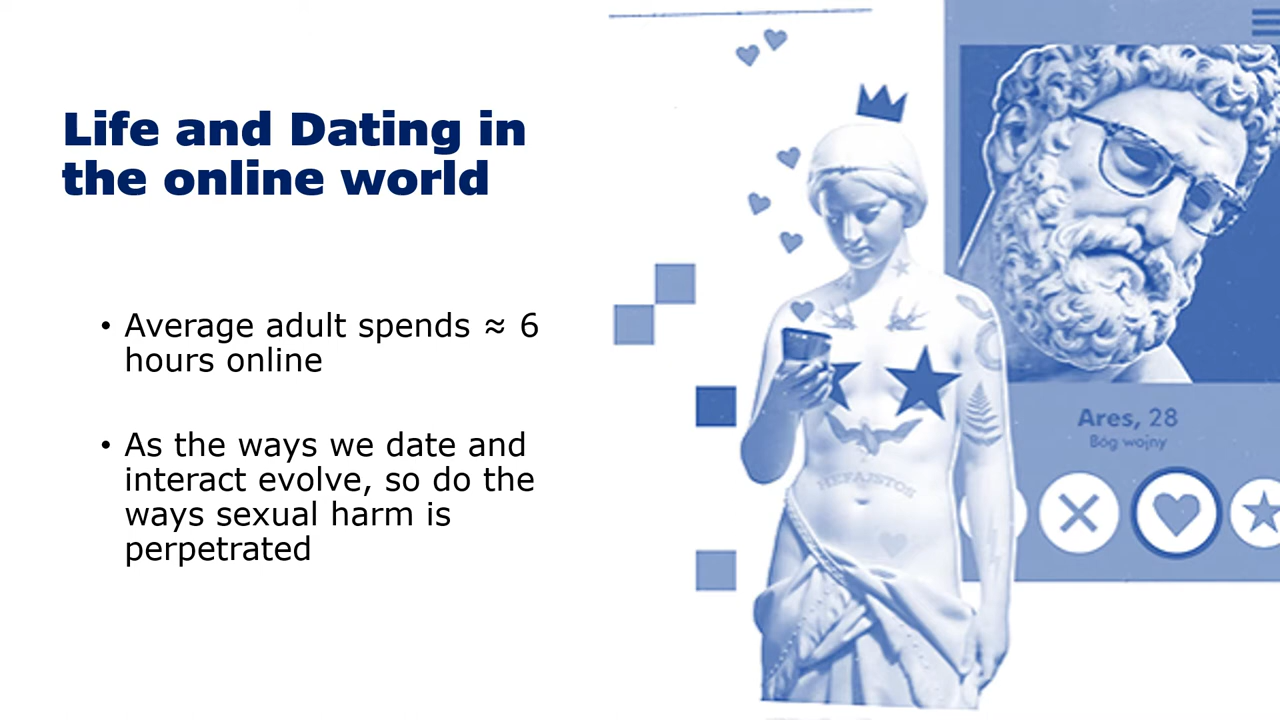 Life and Dating in
the online world
• Average adult spends ≈ 6
hours online
• As the ways we date and
interact evolve, so do the
ways sexual harm is
perpetrated
HEFAJSTOS
Ares, 28
Bóg wojny